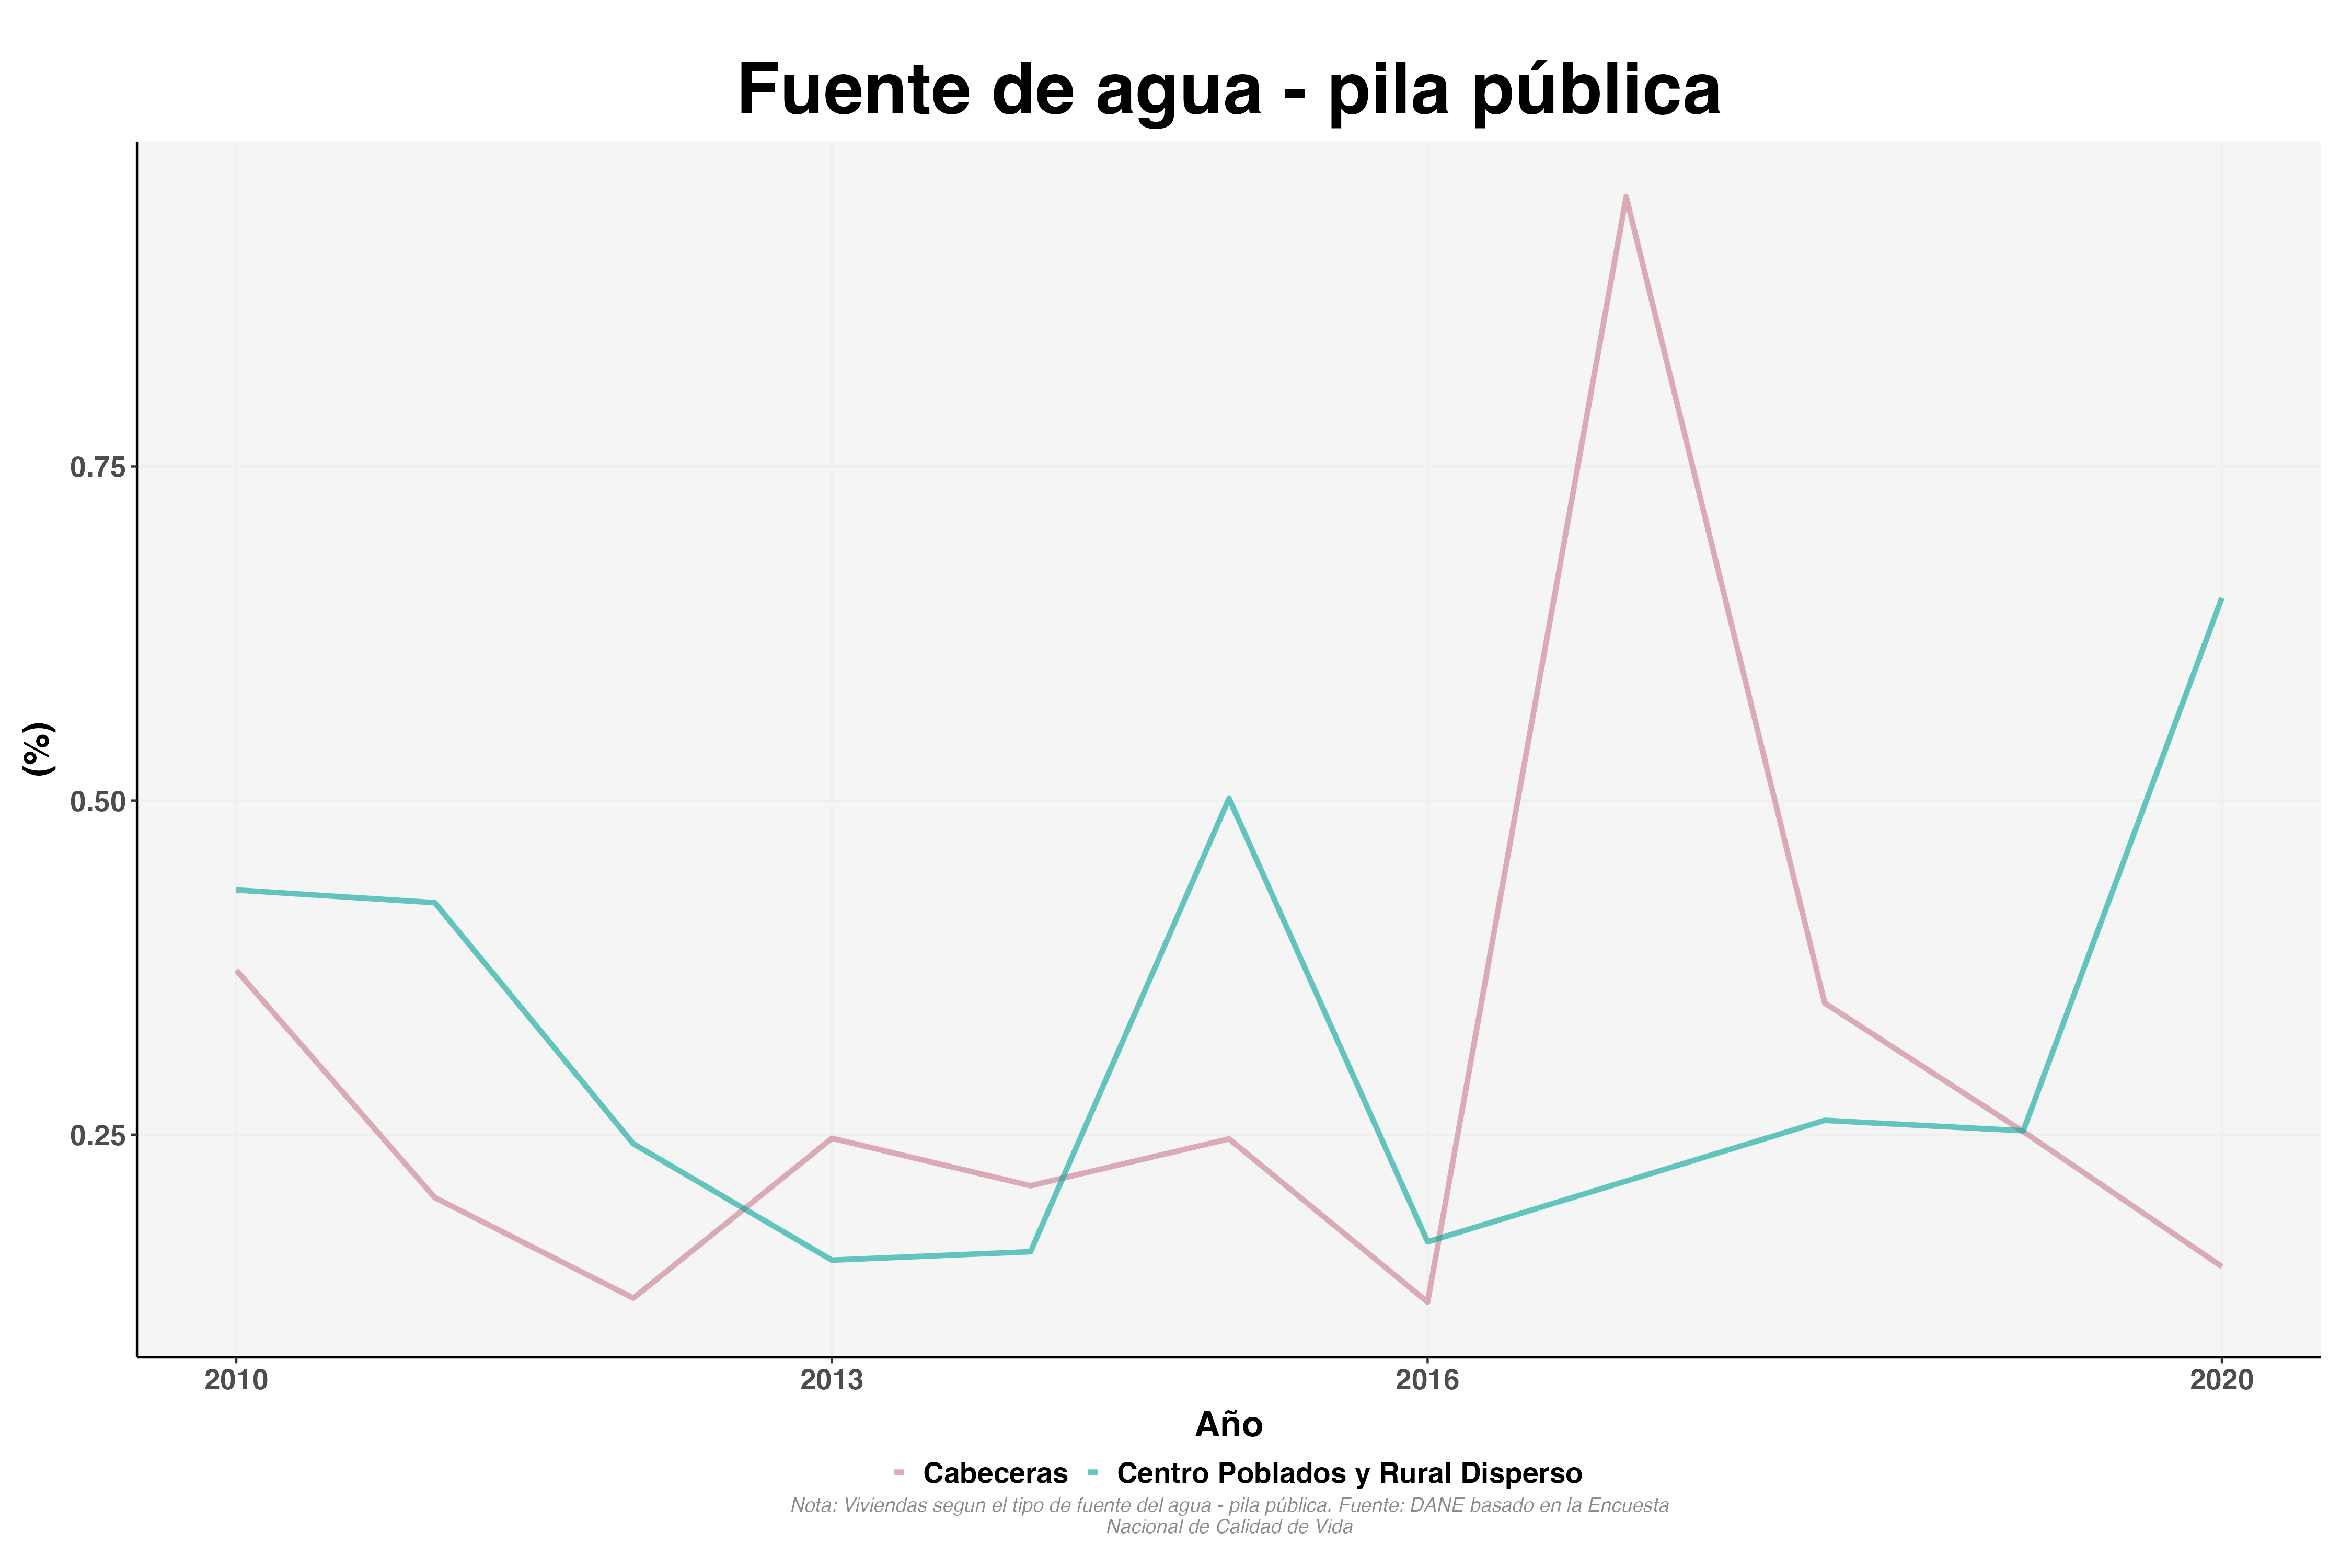 Fuente de agua - pila pública
(%)
0.75
0.50
0.25
2010 2013 2016 2020
Año
Cabeceras Centro Poblados y Rural Disperso
Nota: Viviendas segun el tipo de fuente del agua - pila pública. Fuente: DANE basado en la Encuesta
Nacional de Calidad de Vida